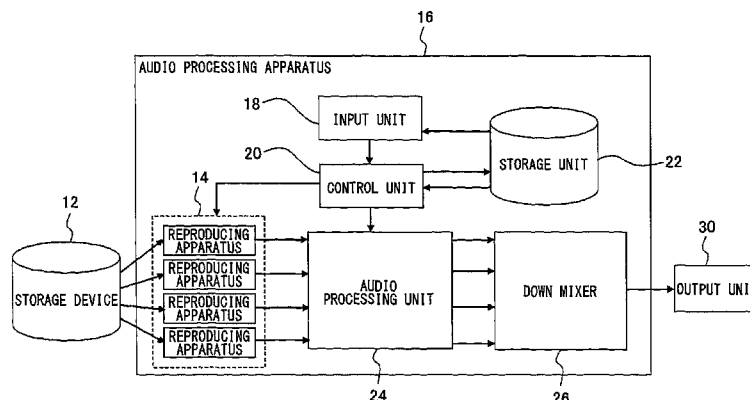 16
AUDIO PROCESSING APPARATUS
18
INPUT UNIT
20
CONTROL UNIT
STORAGE UNIT
22
14
12
REPRODUCING
APPARATUS
REPRODUCING
APPARATUS
REPRODUCING
APPARATUS
REPRODUCING
APPARATUS
STORAGE DEVICE
AUDIO
PROCESSING UNIT
DOWN MIXER
30
OUTPUT UNIT
24
26